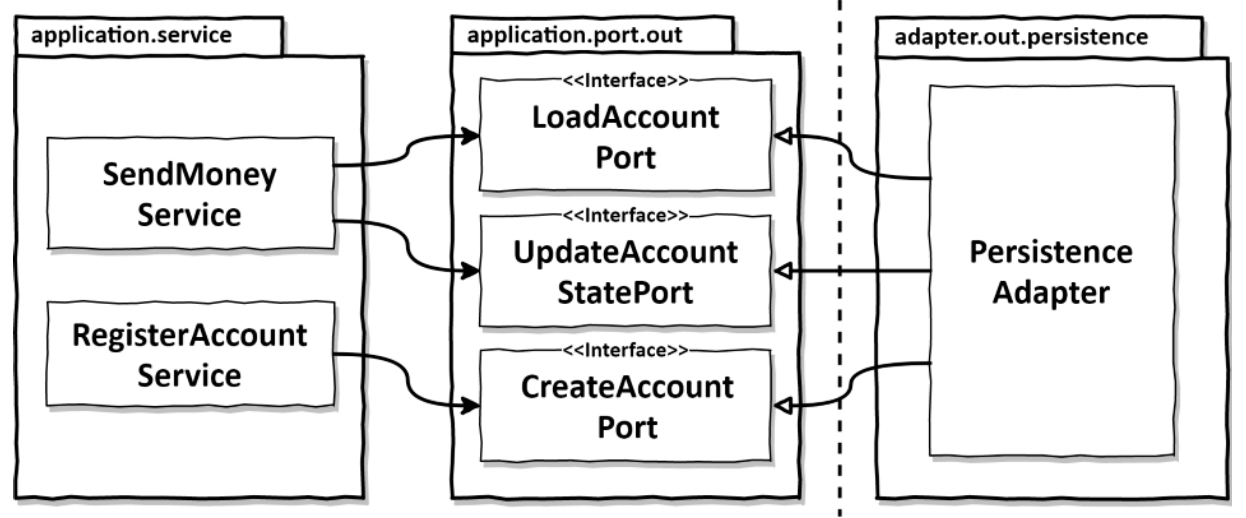 application.service
SendMoney
Service
RegisterAccount
Service
application.port.out
<<Interface>>
LoadAccount
Port
<<Interface>>
UpdateAccount
StatePort
<<Interface>>
CreateAccount
Port
adapter.out.persistence
Persistence
Adapter